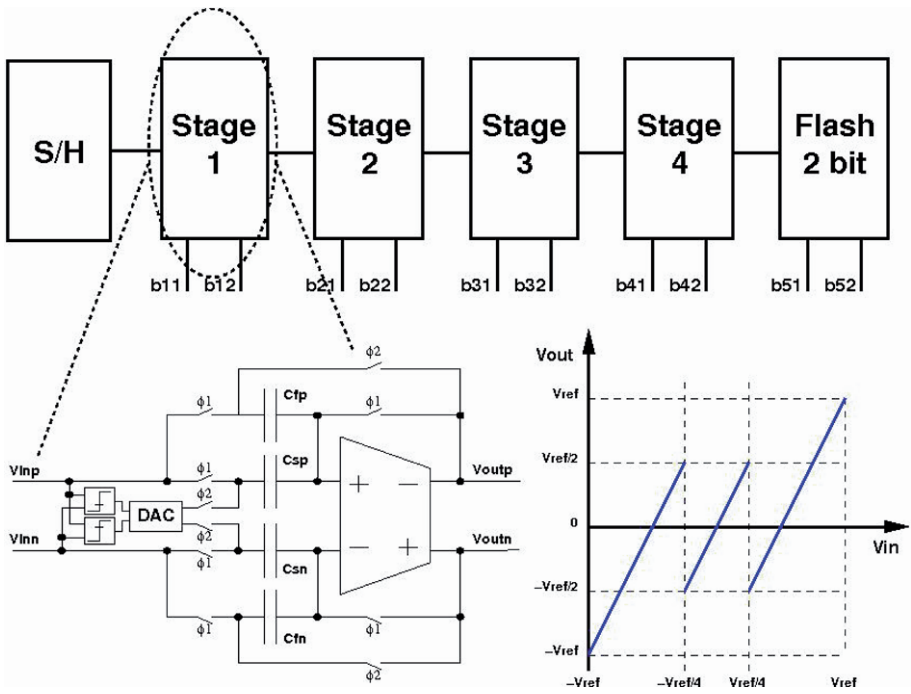 S/H
Stage 1
Stage 2
Stage 3
Stage 4
Flash 2 bit
b11 b12
b21 b22
b31 b32
b41 b42
b51 b52
ϕ2
Cfp
ϕ1
ϕ1
Vinp
ϕ1
Csp
ϕ2
DAC
+ −
− +
Voutp
Vinn
ϕ2
ϕ1
Csn
Voutn
ϕ1
Cfn
ϕ1
ϕ2
Vout
Vref
Vref/2
0
Vin
−Vref/2
−Vref
−Vref −Vref/4 Vref/4 Vref